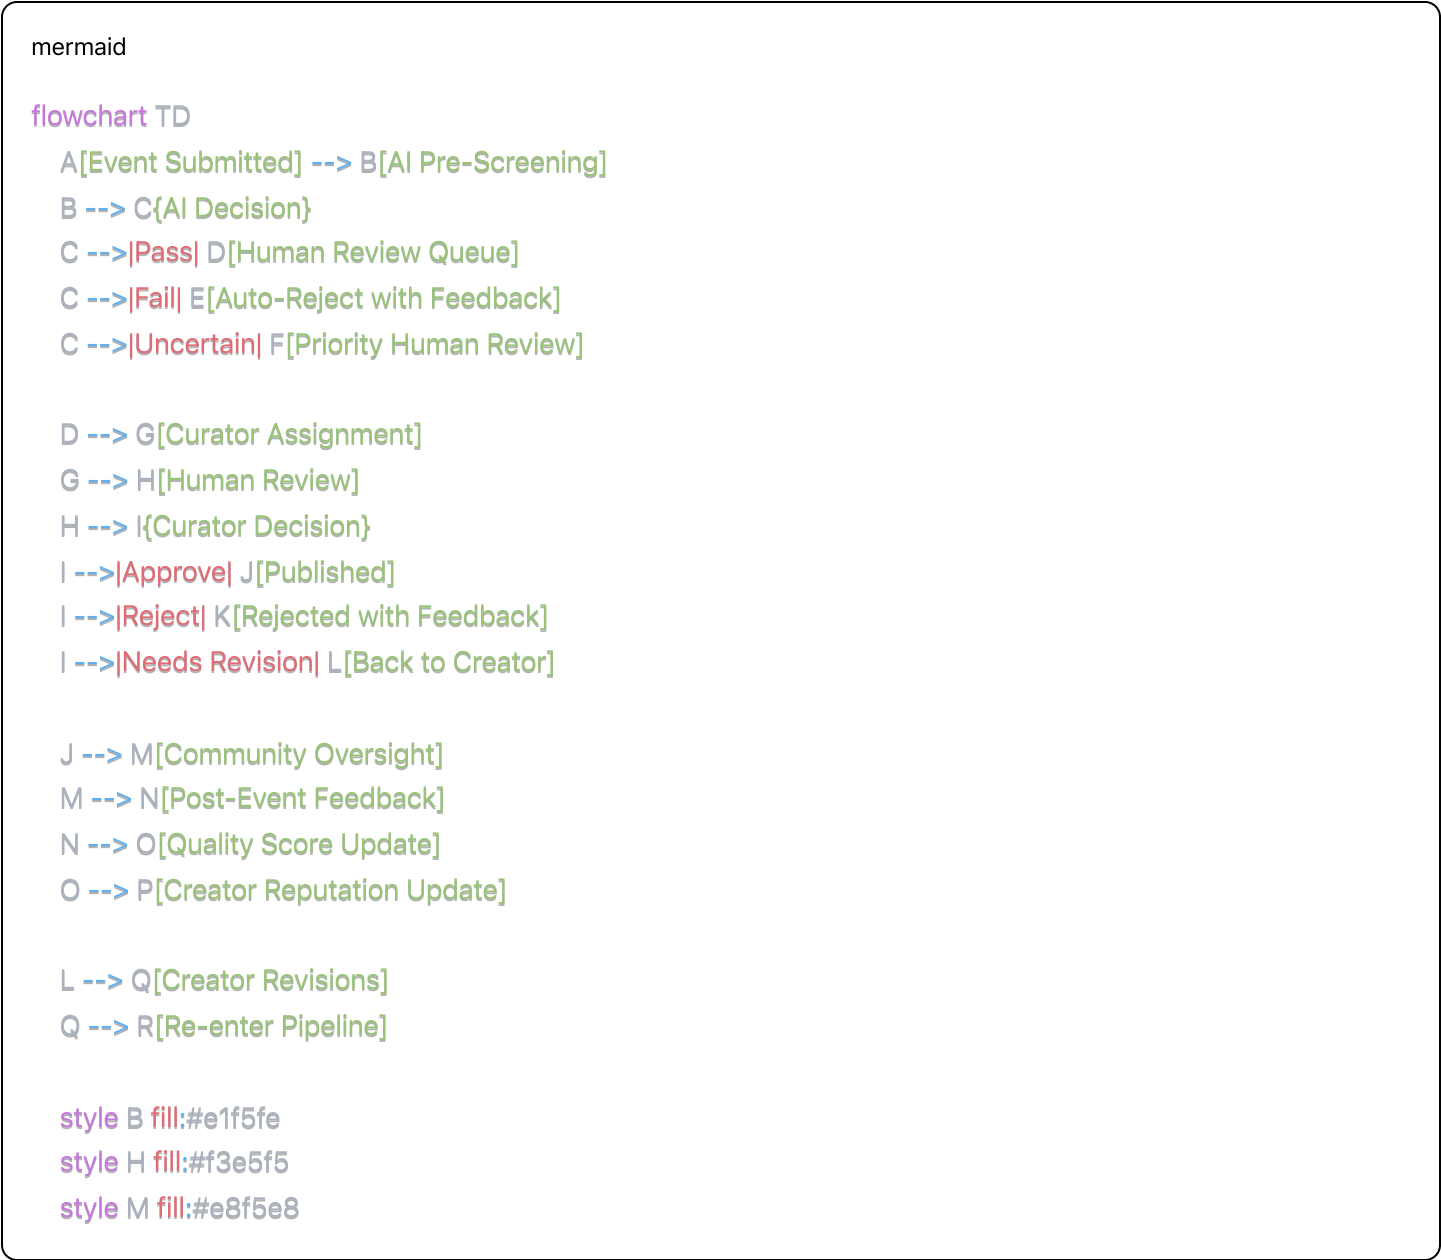 mermaid
flowchart TD
A[Event Submitted] --> B[AI Pre-Screening]
B --> C{AI Decision}
C -->|Pass| D[Human Review Queue]
C -->|Fail| E[Auto-Reject with Feedback]
C -->|Uncertain| F[Priority Human Review]
D --> G[Curator Assignment]
G --> H[Human Review]
H --> I{Curator Decision}
I -->|Approve| J[Published]
I -->|Reject| K[Rejected with Feedback]
I -->|Needs Revision| L[Back to Creator]
J --> M[Community Oversight]
M --> N[Post-Event Feedback]
N --> O[Quality Score Update]
O --> P[Creator Reputation Update]
L --> Q[Creator Revisions]
Q --> R[Re-enter Pipeline]
style B fill:#e1f5fe
style H fill:#f3e5f5
style M fill:#e8f5e8